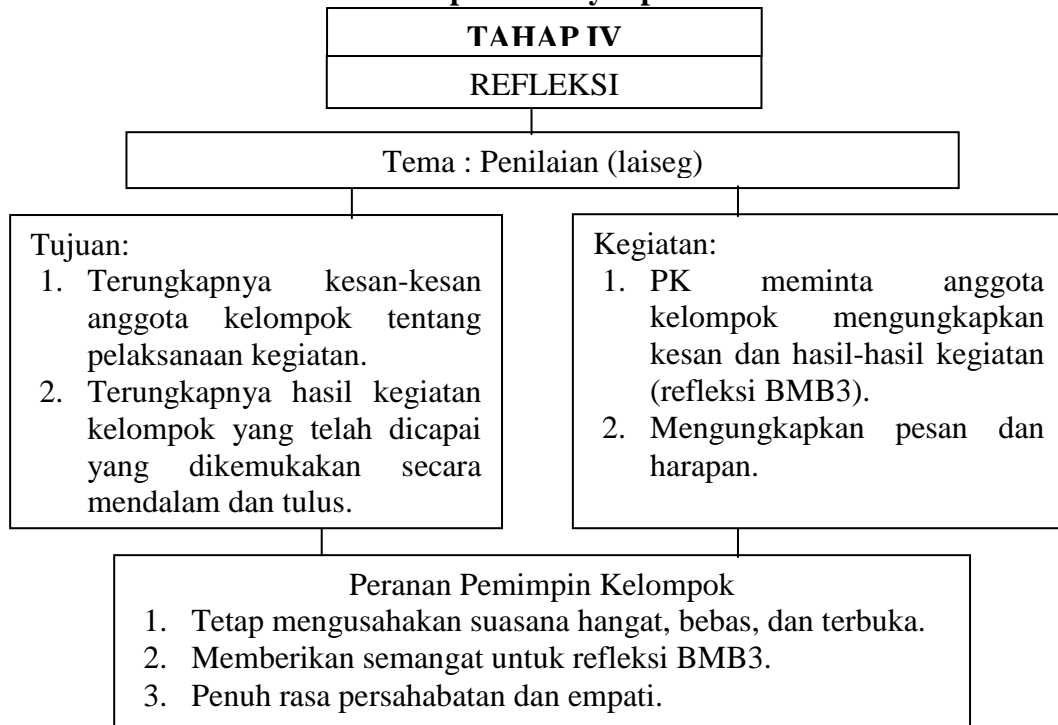 TAHAP IV
REFLEKSI
Tema : Penilaian (laiseg)
Tujuan:
1. Terungkapnya kesan-kesan
anggota kelompok tentang
pelaksanaan kegiatan.
2. Terungkapnya hasil kegiatan
kelompok yang telah dicapai
yang dikemukakan secara
mendalam dan tulus.
Kegiatan:
1. PK meminta anggota
kelompok mengungkapkan
kesan dan hasil-hasil kegiatan
(refleksi BMB3).
2. Mengungkapkan pesan dan
harapan.
Peranan Pemimpin Kelompok
1. Tetap mengusahakan suasana hangat, bebas, dan terbuka.
2. Memberikan semangat untuk refleksi BMB3.
3. Penuh rasa persahabatan dan empati.